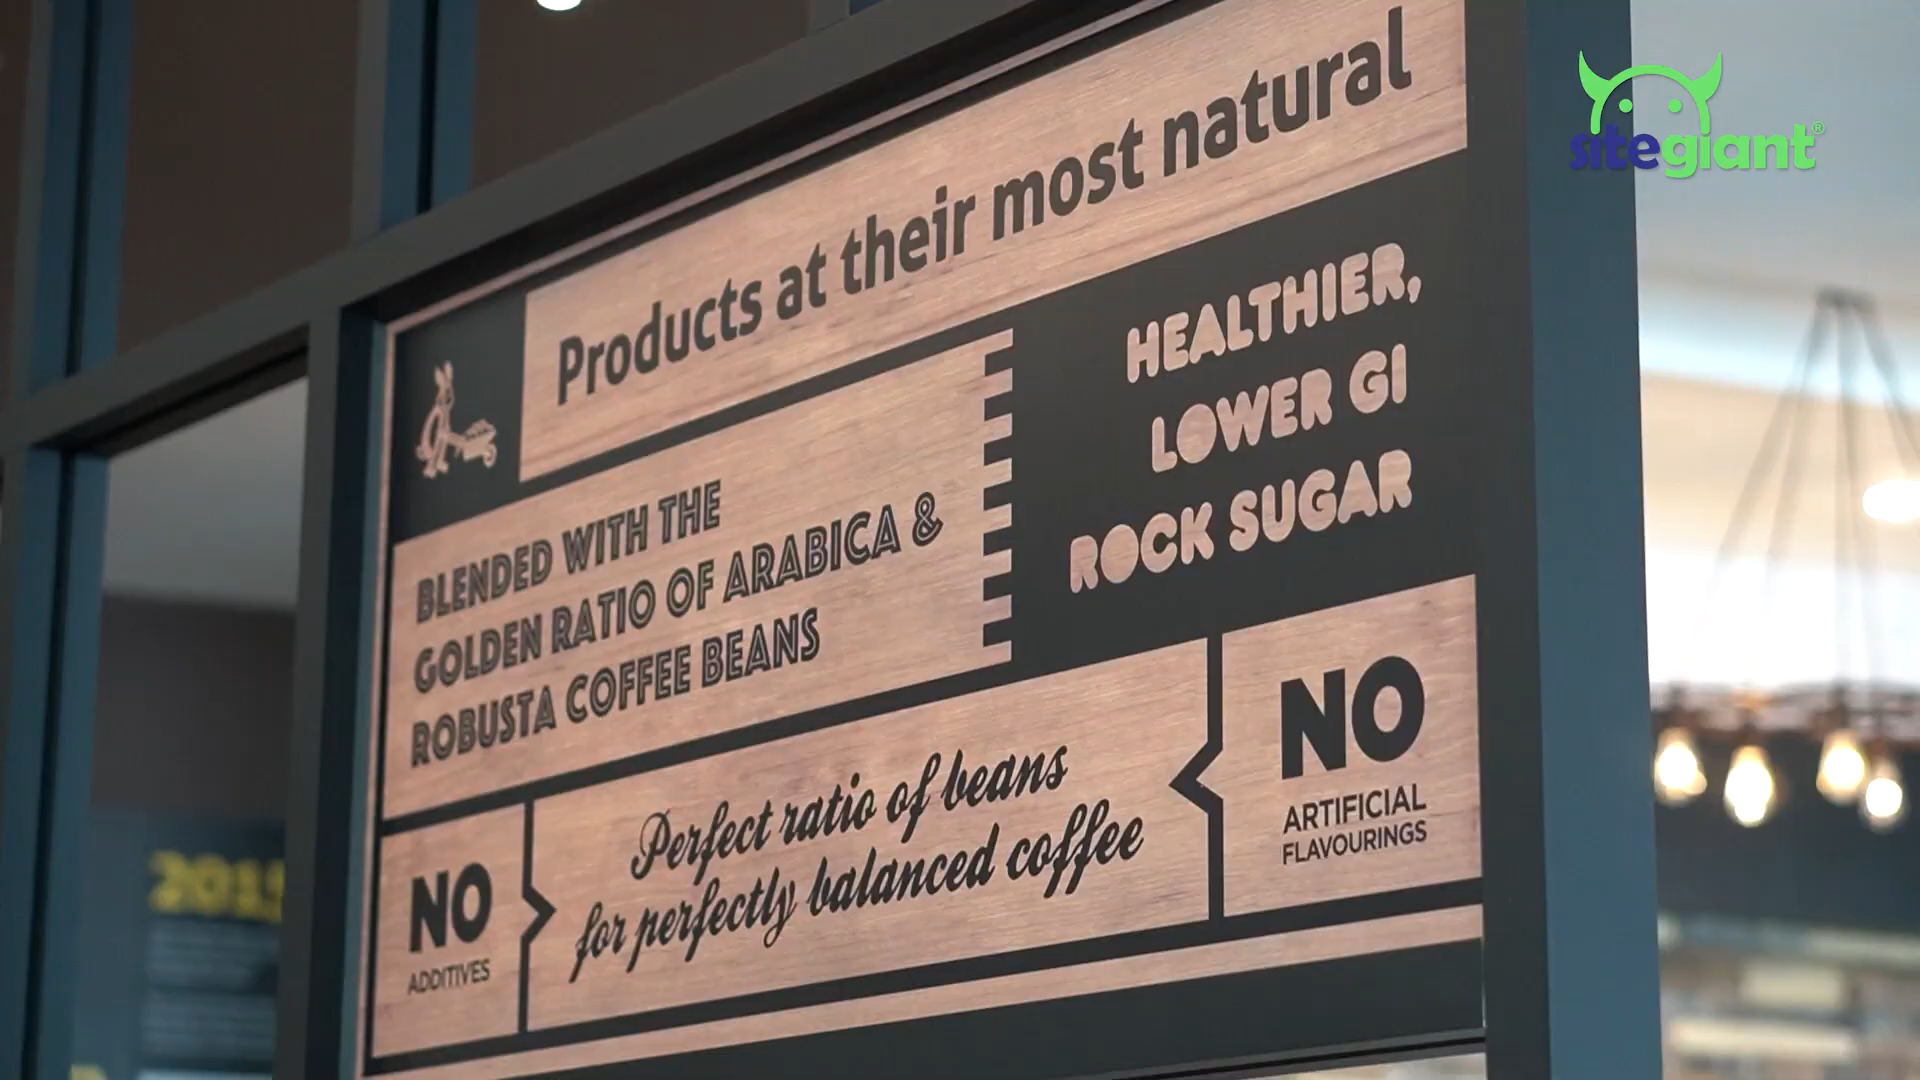 sitegiant®
Products at their most natural
BLENDED WITH THE
GOLDEN RATIO OF ARABICA &
ROBUSTA COFFEE BEANS
HEALTHIER,
LOWER GI
ROCK SUGAR
NO
ADDITIVES
Perfect ratio of beans
for perfectly balanced coffee
NO
ARTIFICIAL
FLAVOURINGS
2015